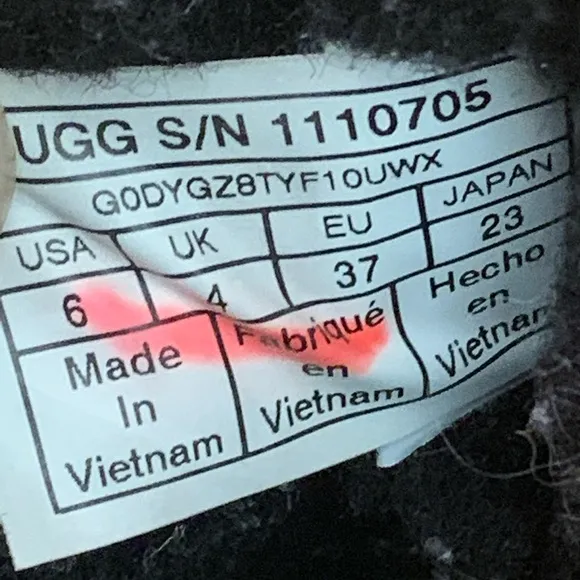 UGG S/N 1110705
G0DYGZ8TYF10UWX
USA UK EU JAPAN
6 4 37 23
Made In Vietnam
Fabriqué en Vietnam
Hecho en Vietnam